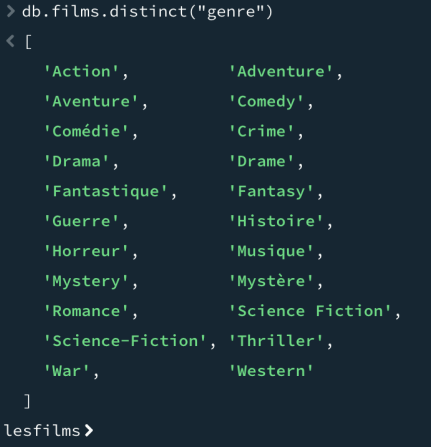 > db.films.distinct("genre")
< [
'Action', 'Adventure',
'Aventure', 'Comedy',
'Comédie', 'Crime',
'Drama', 'Drame',
'Fantastique', 'Fantasy',
'Guerre', 'Histoire',
'Horreur', 'Musique',
'Mystery', 'Mystère',
'Romance', 'Science Fiction',
'Science-Fiction', 'Thriller',
'War', 'Western'
]
lesfilms>